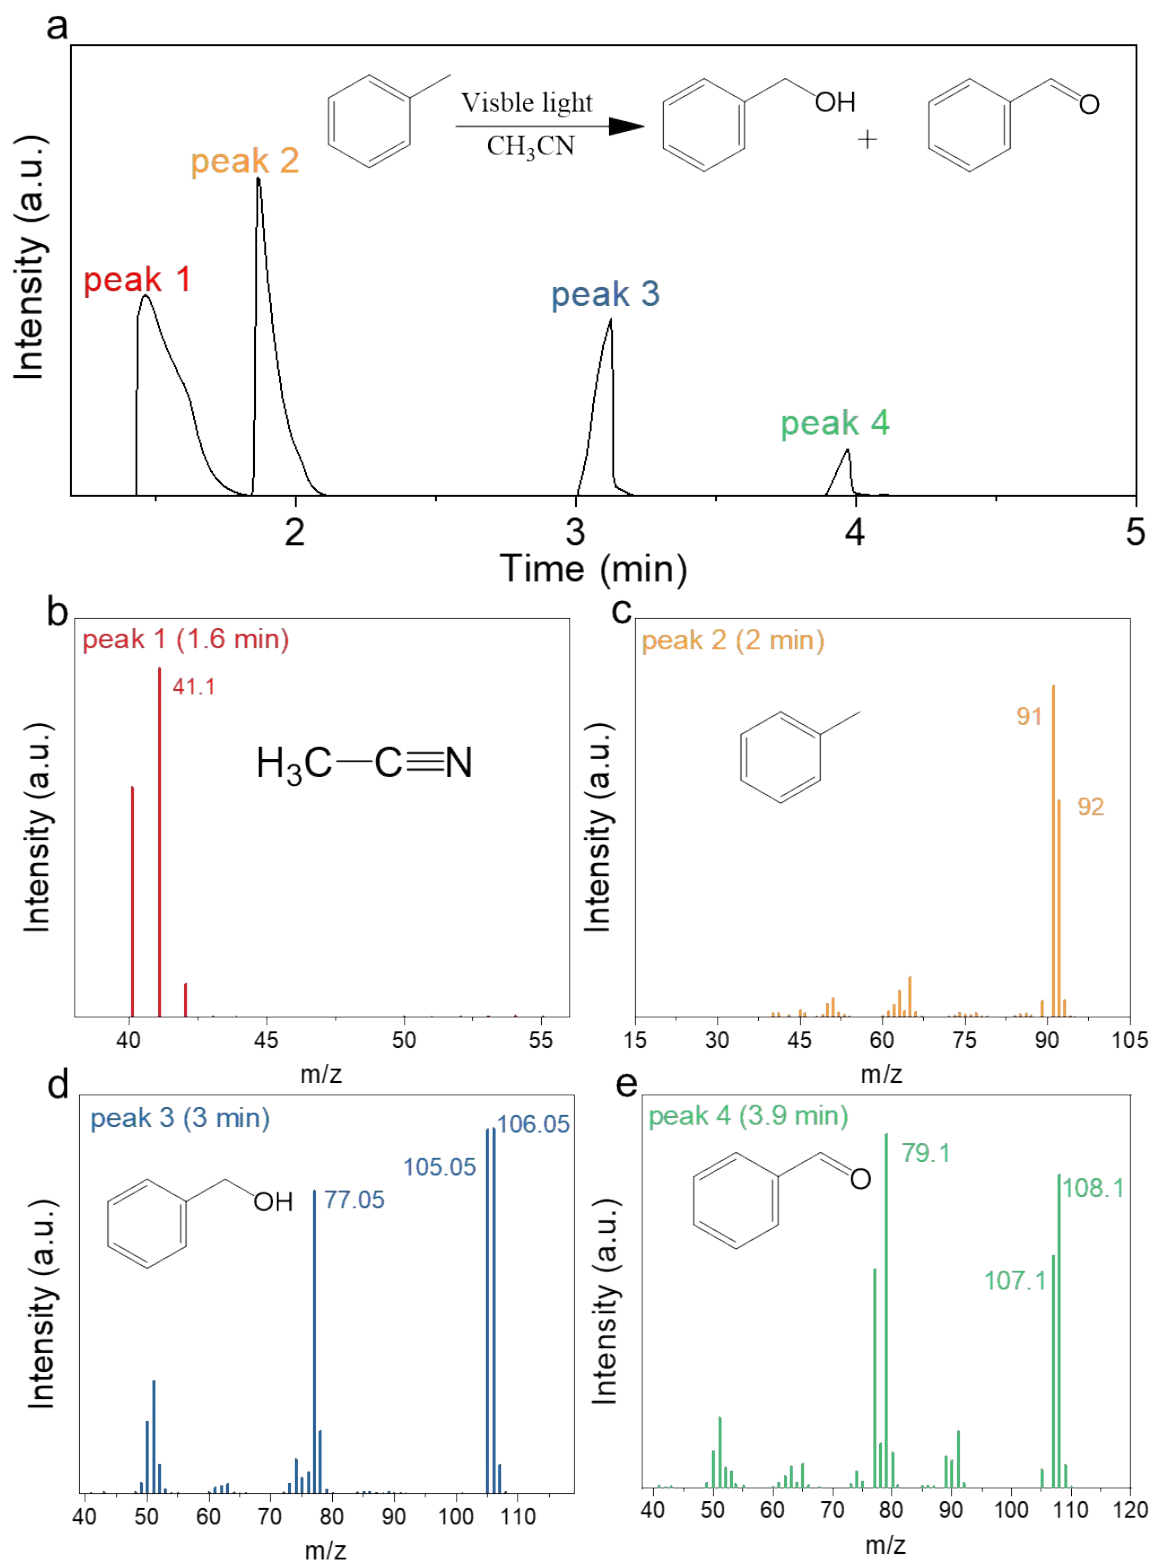 a
Intensity (a.u.)
peak 1
peak 2
peak 3
peak 4
Visble light
CH₃CN
OH
+
O
2 3 4 5
Time (min)
b
peak 1 (1.6 min)
41.1
H₃C—C≡N
Intensity (a.u.)
40 45 50 55
m/z
c
peak 2 (2 min)
91
92
Intensity (a.u.)
15 30 45 60 75 90 105
m/z
d
peak 3 (3 min)
106.05
105.05
77.05
OH
Intensity (a.u.)
40 50 60 70 80 90 100 110
m/z
e
peak 4 (3.9 min)
79.1
O
108.1
107.1
Intensity (a.u.)
40 50 60 70 80 90 100 110 120
m/z